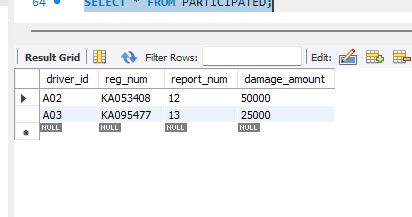 64 SELECT * FROM PARTICIPATED;
Result Grid Filter Rows: Edit:
driver_id reg_num report_num damage_amount
A02 KA053408 12 50000
A03 KA095477 13 25000
NULL NULL NULL NULL